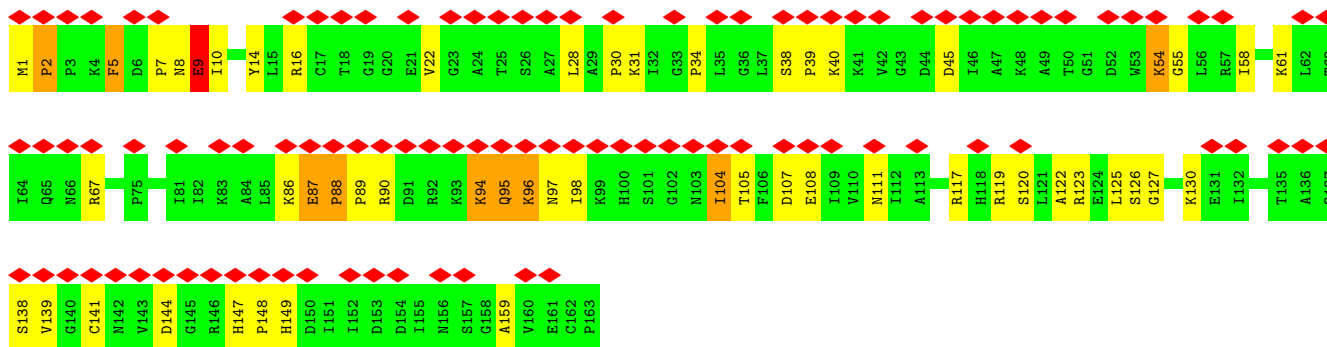 M1 P2 P3 K4 F5 D6 P7 N8 E9 I10 Y14 L15 R16 C17 T18 G19 G20 E21 V22 G23 A24 T25 S26 A27 L28 A29 P30 K31 I32 G33 P34 L35 G36 L37 S38 P39 K40 K41 V42 G43 D44 D45 I46 A47 K48 A49 T50 G51 D52 W53 K54 G55 L56 R57 I58 K61 L62
I64 Q65 N66 R67 P75 I81 I82 K83 A84 L85 K86 E87 P88 P89 R90 D91 R92 K93 K94 Q95 K96 N97 I98 K99 H100 S101 G102 N103 I104 T105 F106 D107 E108 I109 V110 N111 I112 A113 R117 H118 R119 S120 L121 A122 R123 E124 L125 S126 G127 K130 E131 I132 T135 A136
S138 V139 G140 C141 N142 V143 D144 G145 R146 H147 P148 H149 D150 I151 I152 D153 D154 I155 N156 S157 G158 A159 V160 E161 C162 P163